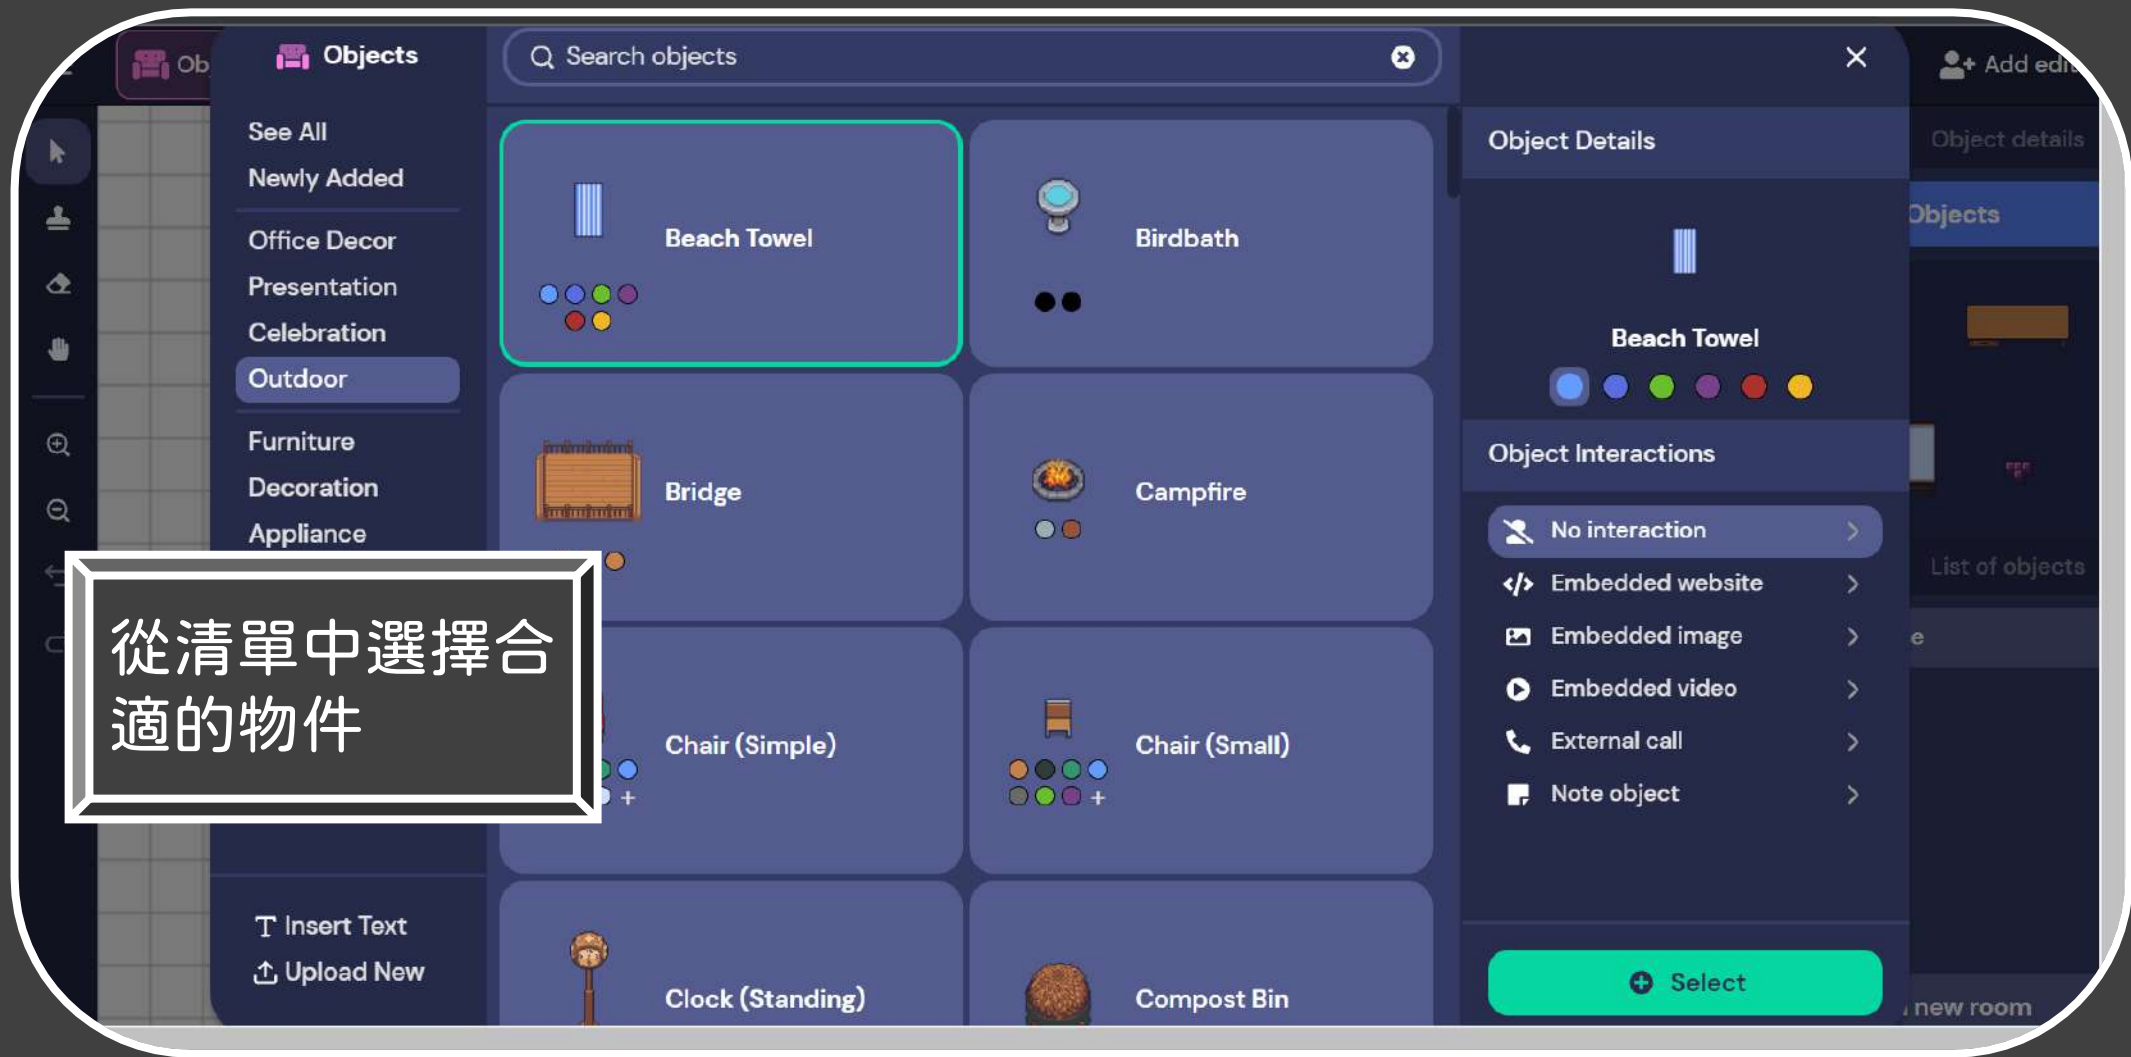 Objects
Search objects
Add
Objects
See All
Newly Added
Office Decor
Presentation
Celebration
Outdoor
Furniture
Decoration
Appliance
從清單中選擇合
適的物件
Insert Text
Upload New
Beach Towel
Birdbath
Bridge
Campfire
Chair (Simple)
Chair (Small)
+
+
Clock (Standing)
Compost Bin
Object Details
Beach Towel
Object Interactions
No interaction
Embedded website
Embedded image
Embedded video
External call
Note object
Select
Object details
List of objects
new room